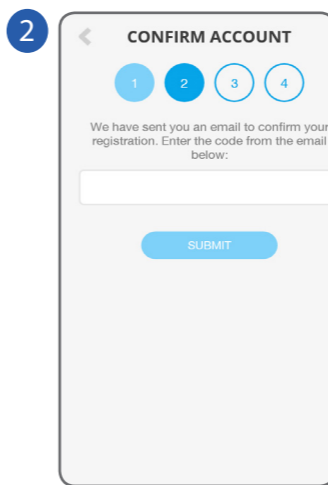 2
CONFIRM ACCOUNT
1 2 3 4
We have sent you an email to confirm your
registration. Enter the code from the email
below:
SUBMIT